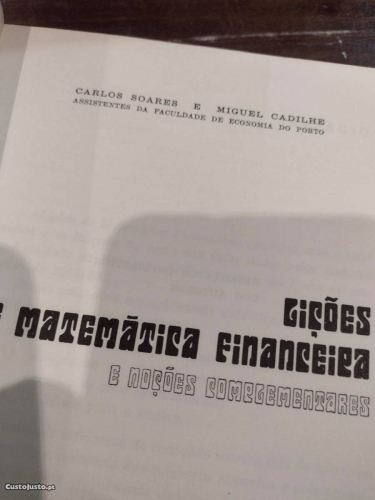 CARLOS SOARES E MIGUEL CADILHE
ASSISTENTES DA FACULDADE DE ECONOMIA DO PORTO
LIÇÕES
MATEMÁTICA FINANCEIRA
E NOÇÕES COMPLEMENTARES
CustoJusto.pt